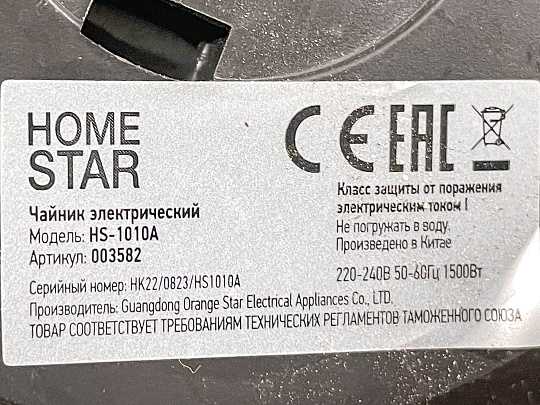 HOME
STAR
CE EAC
Чайник электрический
Модель: HS-1010A
Артикул: 003582
Класс защиты от поражения
электрическим током I
Не погружать в воду.
Произведено в Китае
Серийный номер: HK22/0823/HS1010A
220-240В 50-60Гц 1500Вт
Производитель: Guangdong Orange Star Electrical Appliances Co., LTD.
ТОВАР СООТВЕТСТВУЕТ ТРЕБОВАНИЯМ ТЕХНИЧЕСКИХ РЕГЛАМЕНТОВ ТАМОЖЕННОГО СОЮЗА